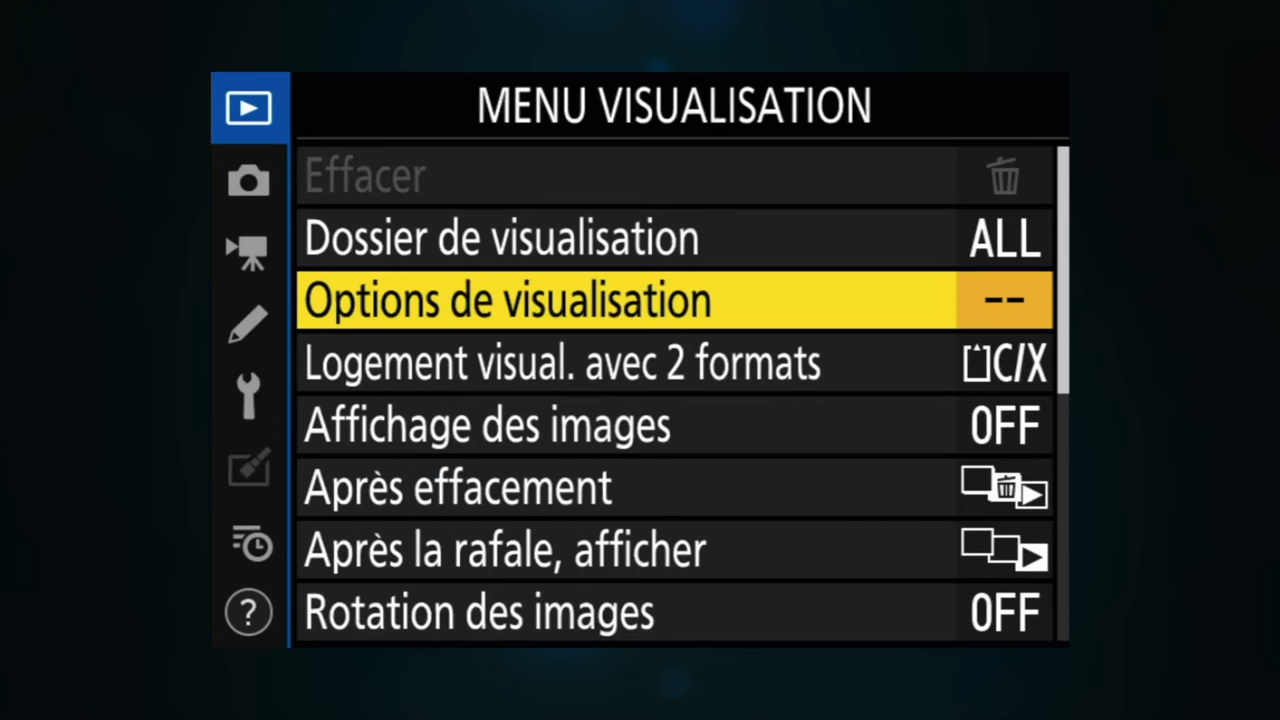 MENU VISUALISATION
Effacer
Dossier de visualisation ALL
Options de visualisation --
Logement visual. avec 2 formats C/X
Affichage des images OFF
Après effacement
Après la rafale, afficher
Rotation des images OFF
?